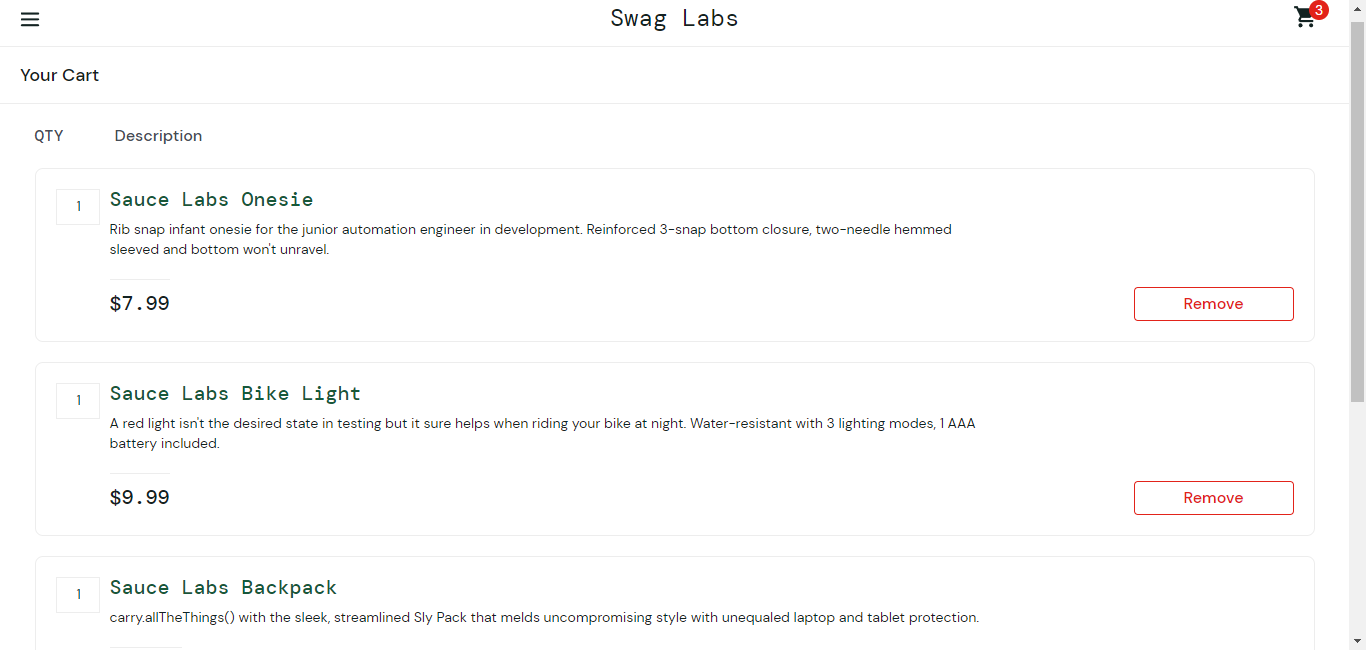 Swag Labs
3
Your Cart
QTY Description
1
Sauce Labs Onesie
Rib snap infant onesie for the junior automation engineer in development. Reinforced 3-snap bottom closure, two-needle hemmed
sleeved and bottom won't unravel.
$7.99
Remove
1
Sauce Labs Bike Light
A red light isn't the desired state in testing but it sure helps when riding your bike at night. Water-resistant with 3 lighting modes, 1 AAA
battery included.
$9.99
Remove
1
Sauce Labs Backpack
carry.allTheThings() with the sleek, streamlined Sly Pack that melds uncompromising style with unequaled laptop and tablet protection.